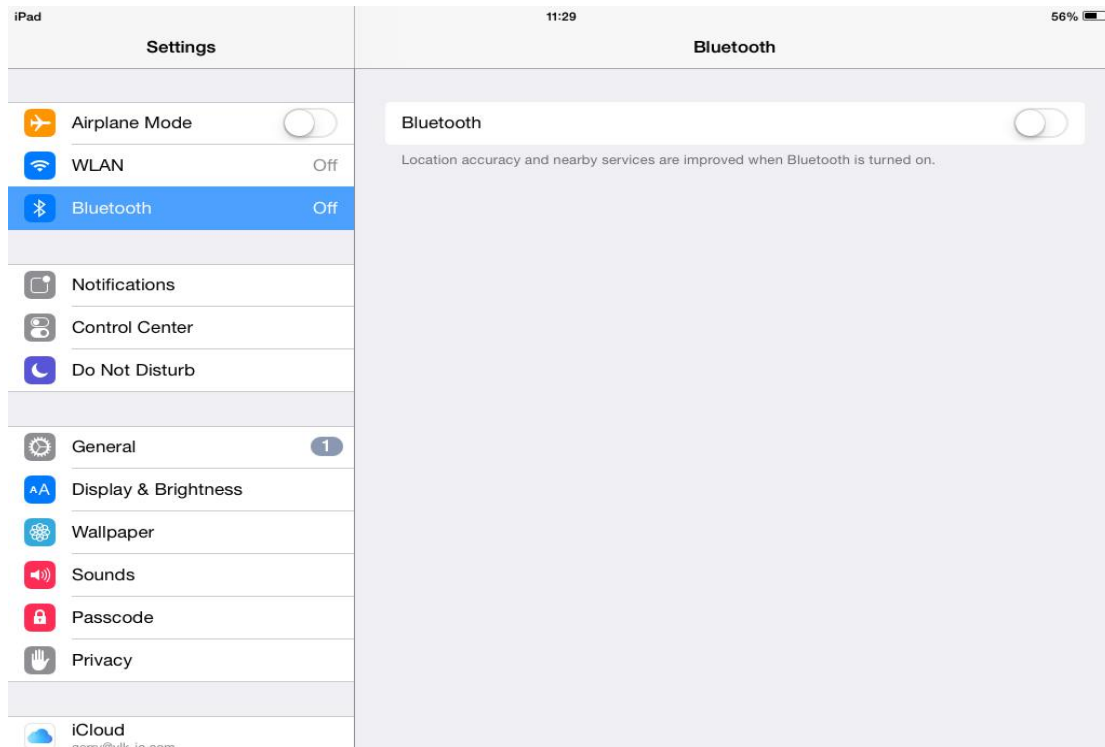 iPad 11:29 56%
Settings
Bluetooth
Airplane Mode
WLAN Off
Bluetooth Off
Notifications
Control Center
Do Not Disturb
General 1
AA Display & Brightness
Wallpaper
Sounds
Passcode
Privacy
iCloud
Bluetooth
Location accuracy and nearby services are improved when Bluetooth is turned on.